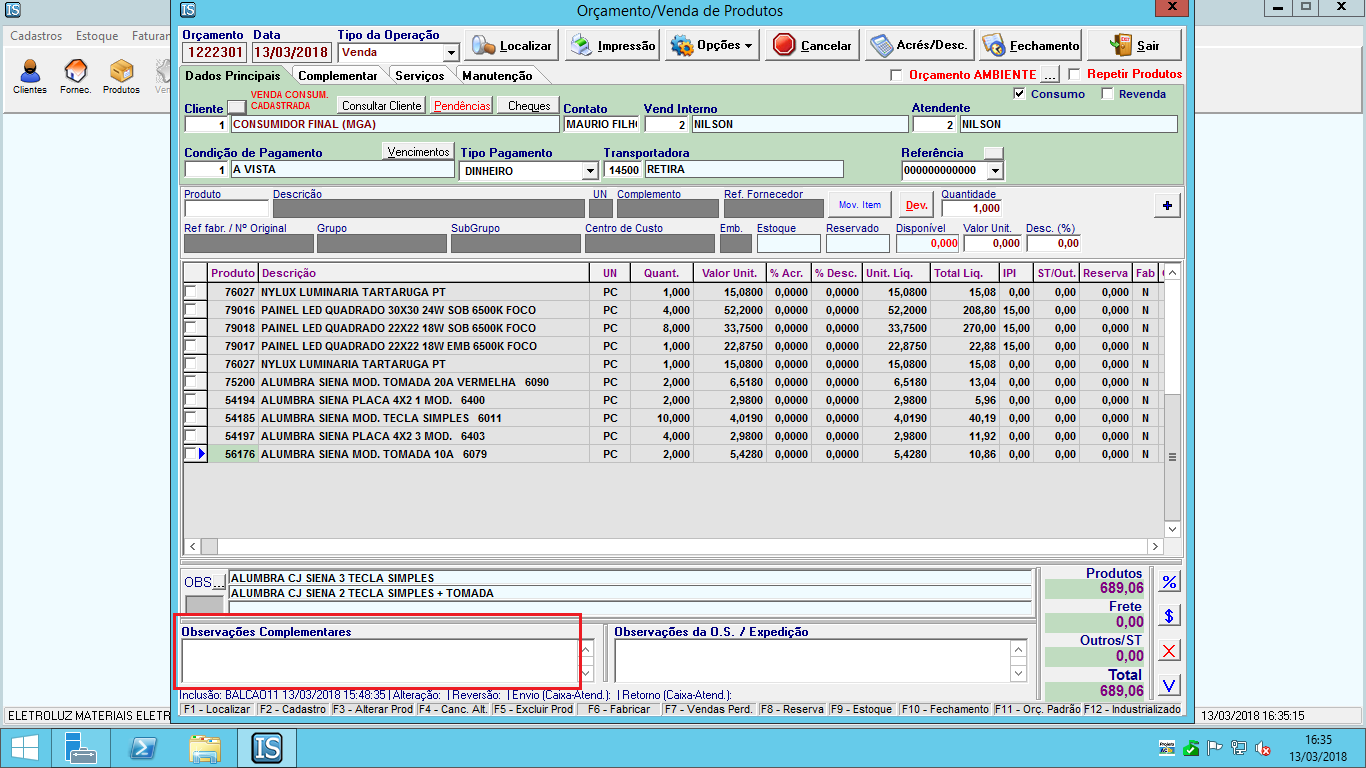 Orçamento/Venda de Produtos
Cadastros Estoque Faturar
Clientes Fornec. Produtos
Orçamento Data Tipo da Operação
1222301 13/03/2018 Venda
Localizar Impressão Opções Cancelar Acrés/Desc. Fechamento Sair
Dados Principais Complementar Serviços Manutenção
Orçamento AMBIENTE ... Repetir Produtos
Consumo Revenda
VENDA CONSUM.
CADASTRADA
Cliente Consultar Cliente Pendências Cheques Contato Vend Interno Atendente
1 CONSUMIDOR FINAL (MGA) MAURIO FILH 2 NILSON 2 NILSON
Condição de Pagamento Vencimentos Tipo Pagamento Transportadora Referência
1 A VISTA DINHEIRO 14500 RETIRA 000000000000
Produto Descrição UN Complemento Ref. Fornecedor Mov. Item Dev. Quantidade
1,000 +
Ref fabr. / Nº Original Grupo SubGrupo Centro de Custo Emb. Estoque Reservado Disponível Valor Unit. Desc. (%)
0,000 0,00 0,00
Produto Descrição UN Quant. Valor Unit. % Acr. % Desc. Unit. Liq. Total Liq. IPI ST/Out. Reserva Fab
76027 NYLUX LUMINARIA TARTARUGA PT PC 1,000 15,0800 0,0000 0,0000 15,0800 15,08 0,00 0,00 0,000 N
79016 PAINEL LED QUADRADO 30X30 24W SOB 6500K FOCO PC 4,000 52,2000 0,0000 0,0000 52,2000 208,80 15,00 0,00 0,000 N
79018 PAINEL LED QUADRADO 22X22 18W SOB 6500K FOCO PC 8,000 33,7500 0,0000 0,0000 33,7500 270,00 15,00 0,00 0,000 N
79017 PAINEL LED QUADRADO 22X22 18W EMB 6500K FOCO PC 1,000 22,8750 0,0000 0,0000 22,8750 22,88 15,00 0,00 0,000 N
76027 NYLUX LUMINARIA TARTARUGA PT PC 1,000 15,0800 0,0000 0,0000 15,0800 15,08 0,00 0,00 0,000 N
75200 ALUMBRA SIENA MOD. TOMADA 20A VERMELHA 6090 PC 2,000 6,5180 0,0000 0,0000 6,5180 13,04 0,00 0,00 0,000 N
54194 ALUMBRA SIENA PLACA 4X2 1 MOD. 6400 PC 2,000 2,9800 0,0000 0,0000 2,9800 5,96 0,00 0,00 0,000 N
54185 ALUMBRA SIENA MOD. TECLA SIMPLES 6011 PC 10,000 4,0190 0,0000 0,0000 4,0190 40,19 0,00 0,00 0,000 N
54197 ALUMBRA SIENA PLACA 4X2 3 MOD. 6403 PC 4,000 2,9800 0,0000 0,0000 2,9800 11,92 0,00 0,00 0,000 N
56176 ALUMBRA SIENA MOD. TOMADA 10A 6079 PC 2,000 5,4280 0,0000 0,0000 5,4280 10,86 0,00 0,00 0,000 N
OBS ... ALUMBRA CJ SIENA 3 TECLA SIMPLES
ALUMBRA CJ SIENA 2 TECLA SIMPLES + TOMADA
Produtos
689,06 %
Frete
0,00 $
Outros/ST
0,00 X
Total
689,06 V
Observações Complementares Observações da O.S. / Expedição
Inclusão: BALCAO11 13/03/2018 15:48:35 | Alteração: | Reversão: | Envio (Caixa-Atend.): | Retorno (Caixa-Atend.):
F1 - Localizar F2 - Cadastro F3 - Alterar Prod F4 - Canc. Alt. F5 - Excluir Prod F6 - Fabricar F7 - Vendas Perd. F8 - Reserva F9 - Estoque F10 - Fechamento F11 - Orç. Padrão F12 - Industrializado
ELETROLUZ MATERIAIS ELETR 13/03/2018 16:35:15
IS
16:35
13/03/2018